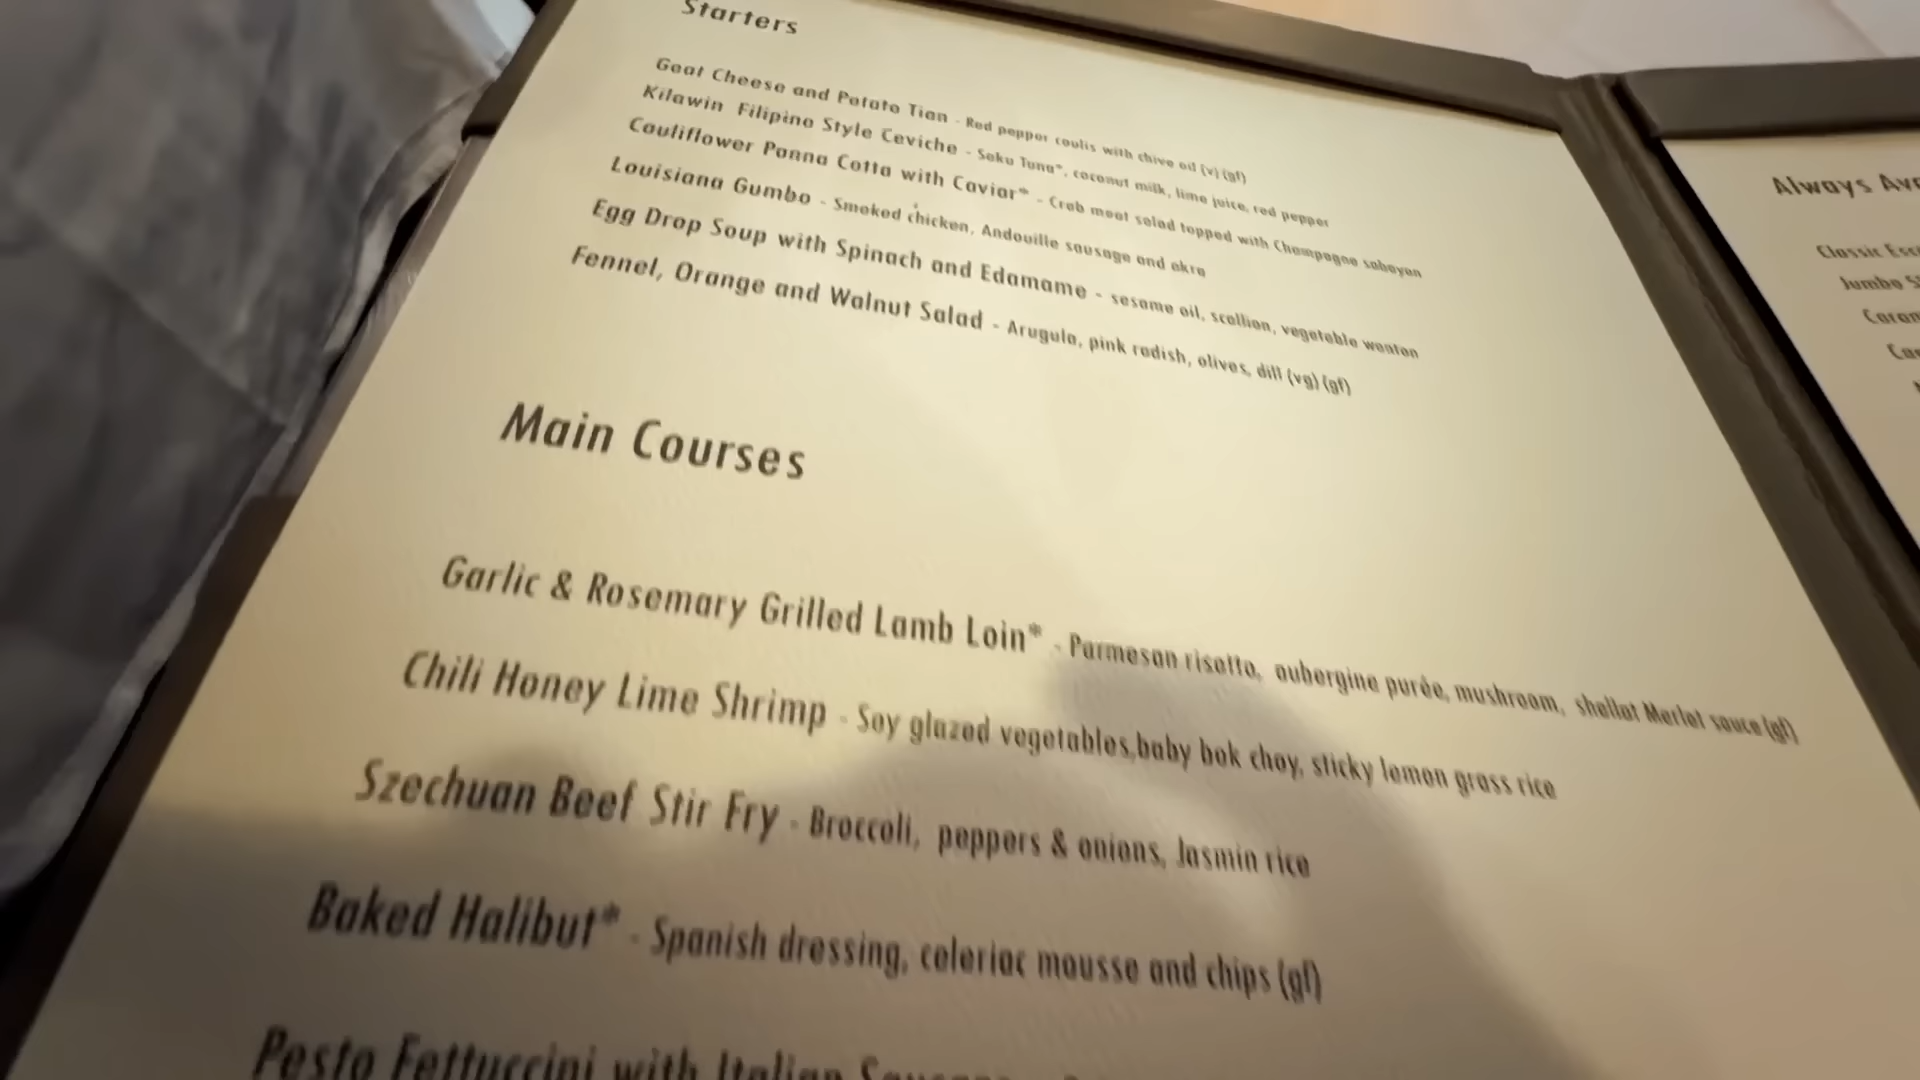 Starters
Goat Cheese and Potato Tian - Red pepper coulis with chive oil (v) (gf)
Kilawin Filipino Style Ceviche - Saku Tuna*, coconut milk, lime juice, red pepper
Cauliflower Panna Cotta with Caviar* - Crab meat salad topped with Champagne sabayon
Louisiana Gumbo - Smoked chicken, Andouille sausage and okra
Egg Drop Soup with Spinach and Edamame - sesame oil, scallion, vegetable wonton
Fennel, Orange and Walnut Salad - Arugula, pink radish, olives, dill (vg) (gf)
Main Courses
Garlic & Rosemary Grilled Lamb Loin* - Parmesan risotto, aubergine purée, mushroom, shallot Merlot sauce (gf)
Chili Honey Lime Shrimp - Soy glazed vegetables,baby bok choy, sticky lemon grass rice
Szechuan Beef Stir Fry - Broccoli, peppers & onions, Jasmin rice
Baked Halibut* - Spanish dressing, celeriac mousse and chips (gf)
Pesto Fettuccini with Italian
Always
Classic
Jumbo